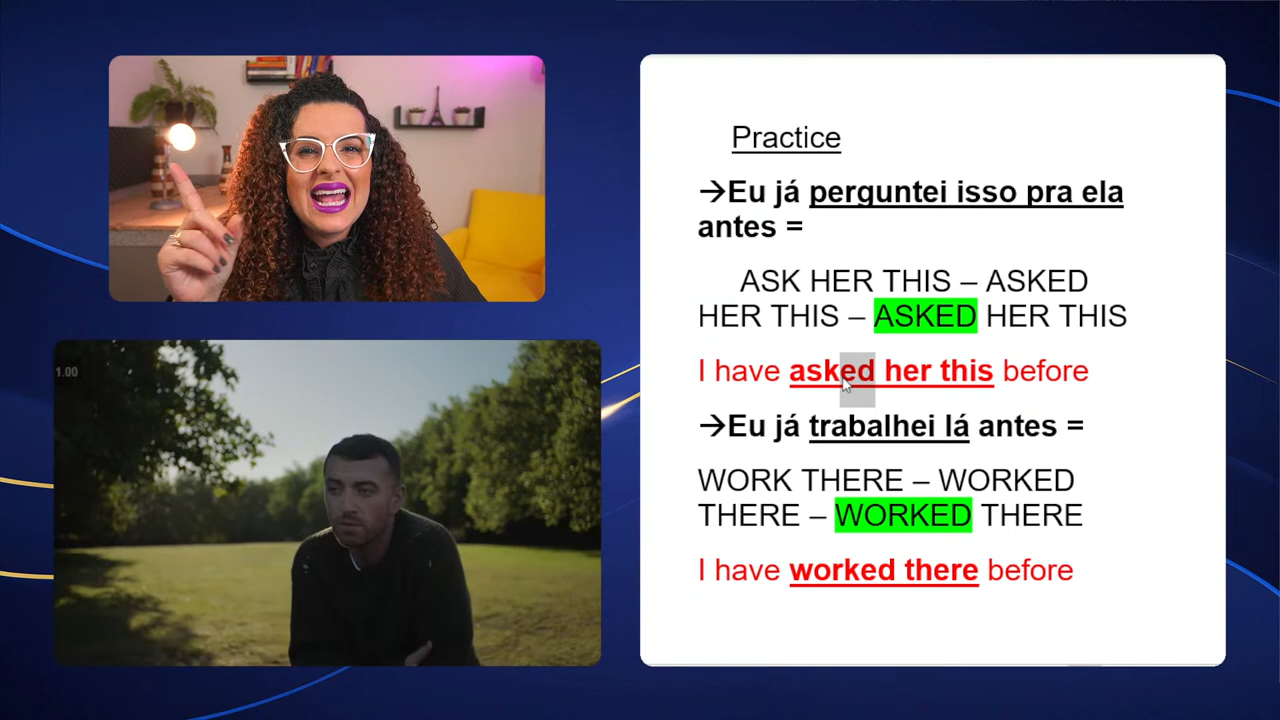 Practice
→Eu já perguntei isso pra ela
antes =
ASK HER THIS – ASKED
HER THIS – ASKED HER THIS
I have asked her this before
→Eu já trabalhei lá antes =
WORK THERE – WORKED
THERE – WORKED THERE
I have worked there before
1.00